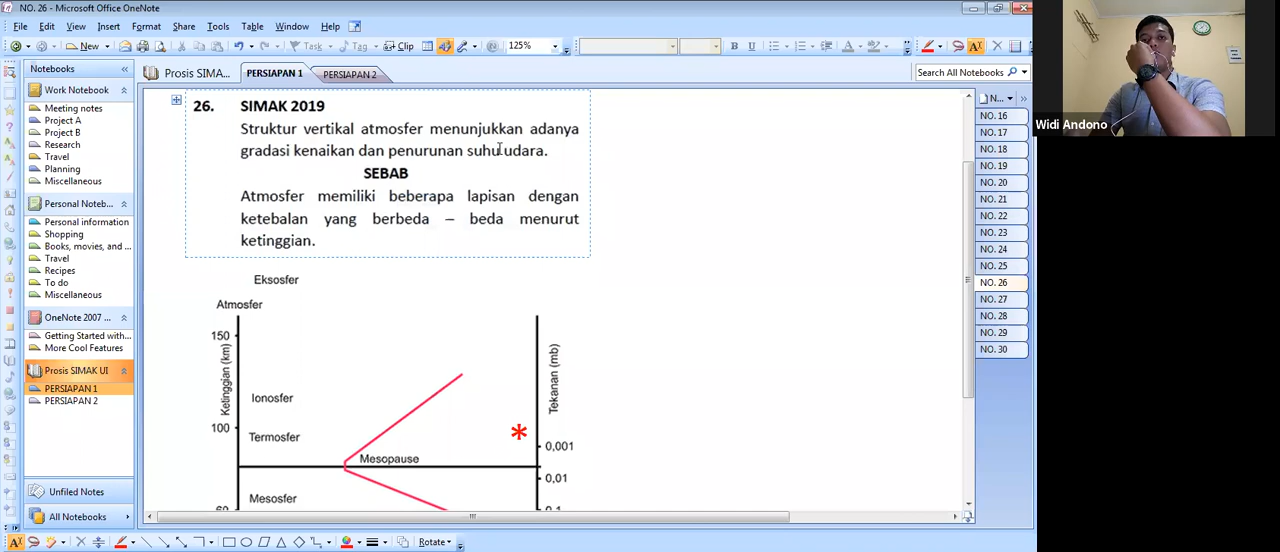 NO. 26 - Microsoft Office OneNote
File Edit View Insert Format Share Tools Table Window Help
Back New Task Tag Clip 125% B U A
Notebooks
Prosis SIMA... PERSIAPAN 1 PERSIAPAN 2 Search All Notebooks
Work Notebook
Meeting notes
Project A
Project B
Research
Travel
Planning
Miscellaneous
Personal Noteb...
Personal information
Shopping
Books, movies, and ...
Travel
Recipes
To do
Miscellaneous
OneNote 2007 ...
Getting Started with...
More Cool Features
Prosis SIMAK UI
PERSIAPAN 1
PERSIAPAN 2
Unfiled Notes
All Notebooks
26. SIMAK 2019
Struktur vertikal atmosfer menunjukkan adanya
gradasi kenaikan dan penurunan suhu udara.
SEBAB
Atmosfer memiliki beberapa lapisan dengan
ketebalan yang berbeda – beda menurut
ketinggian.
Eksosfer
Atmosfer
150
Ketinggian (km)
Tekanan (mb)
Ionosfer
100
Termosfer
*
0,001
Mesopause
0,01
Mesosfer
N...
NO. 16
NO. 17
NO. 18
NO. 19
NO. 20
NO. 21
NO. 22
NO. 23
NO. 24
NO. 25
NO. 26
NO. 27
NO. 28
NO. 29
NO. 30
Rotate
Widi Andono